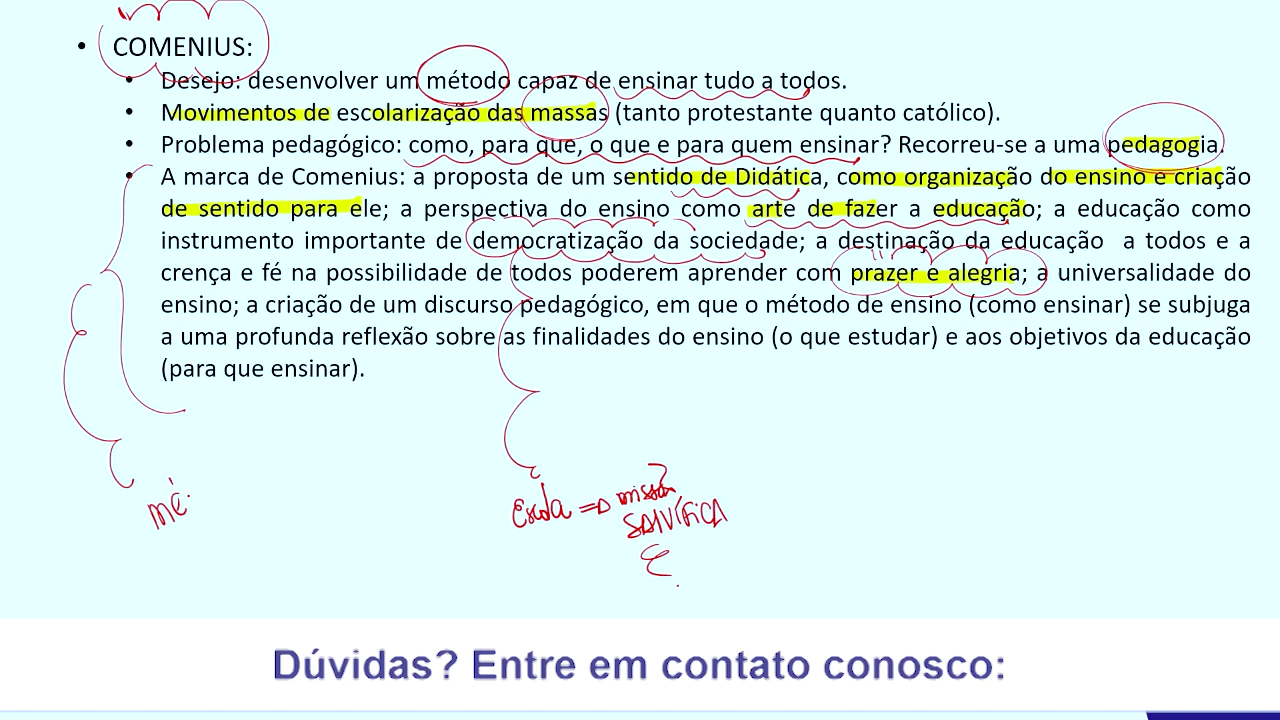 • COMENIUS:
• Desejo: desenvolver um método capaz de ensinar tudo a todos.
• Movimentos de escolarização das massas (tanto protestante quanto católico).
• Problema pedagógico: como, para que, o que e para quem ensinar? Recorreu-se a uma pedagogia.
• A marca de Comenius: a proposta de um sentido de Didática, como organização do ensino e criação
de sentido para ele; a perspectiva do ensino como arte de fazer a educação; a educação como
instrumento importante de democratização da sociedade; a destinação da educação a todos e a
crença e fé na possibilidade de todos poderem aprender com prazer e alegria; a universalidade do
ensino; a criação de um discurso pedagógico, em que o método de ensino (como ensinar) se subjuga
a uma profunda reflexão sobre as finalidades do ensino (o que estudar) e aos objetivos da educação
(para que ensinar).
mé
Escola => missão
SALVÍFICA
Dúvidas? Entre em contato conosco: